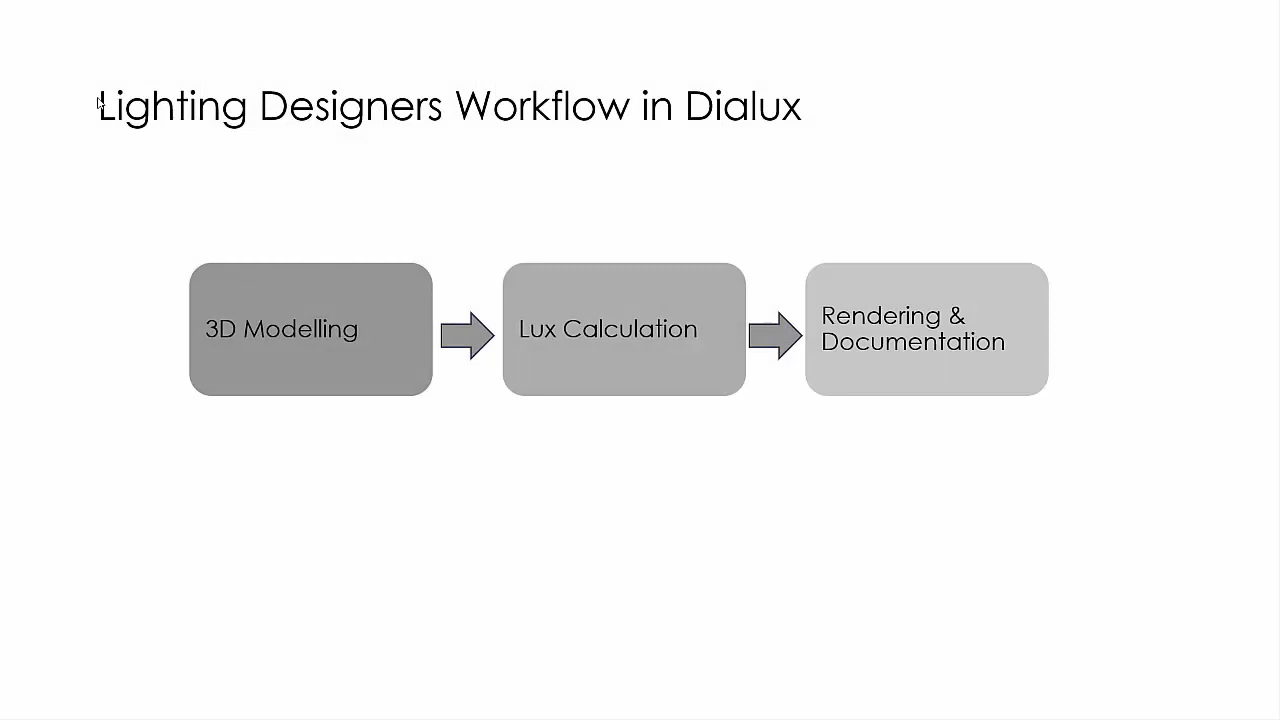 Lighting Designers Workflow in Dialux
3D Modelling
Lux Calculation
Rendering &
Documentation